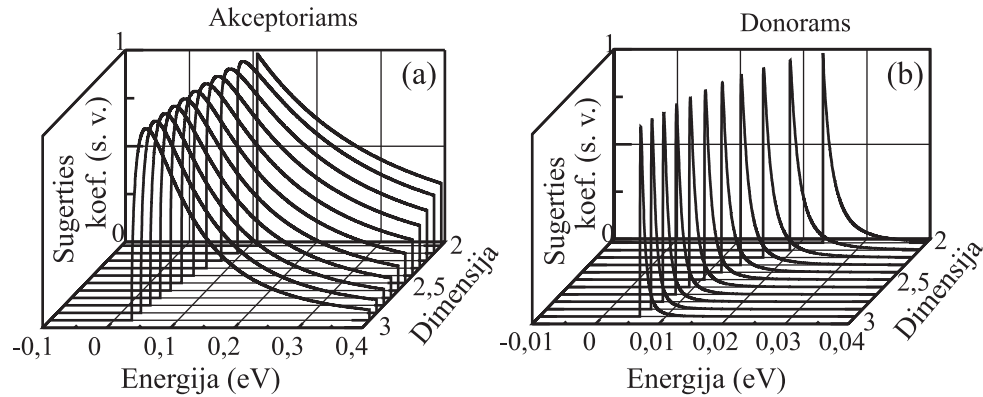 Akceptoriams
(a)
1
0
Sugerties
koef. (s. v.)
-0,1 0 0,1 0,2 0,3 0,4
Energija (eV)
2
2,5
3
Dimensija
Donorams
(b)
1
0
Sugerties
koef. (s. v.)
-0,01 0 0,01 0,02 0,03 0,04
Energija (eV)
2
2,5
3
Dimensija